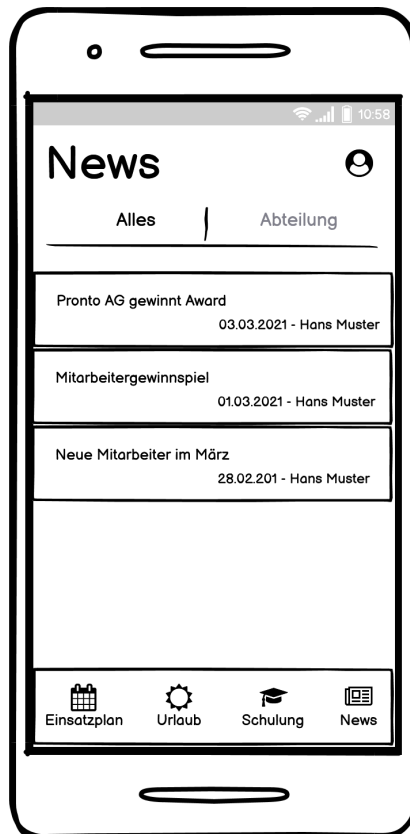 10:58
News
Alles Abteilung
Pronto AG gewinnt Award
03.03.2021 - Hans Muster
Mitarbeitergewinnspiel
01.03.2021 - Hans Muster
Neue Mitarbeiter im März
28.02.201 - Hans Muster
Einsatzplan Urlaub Schulung News